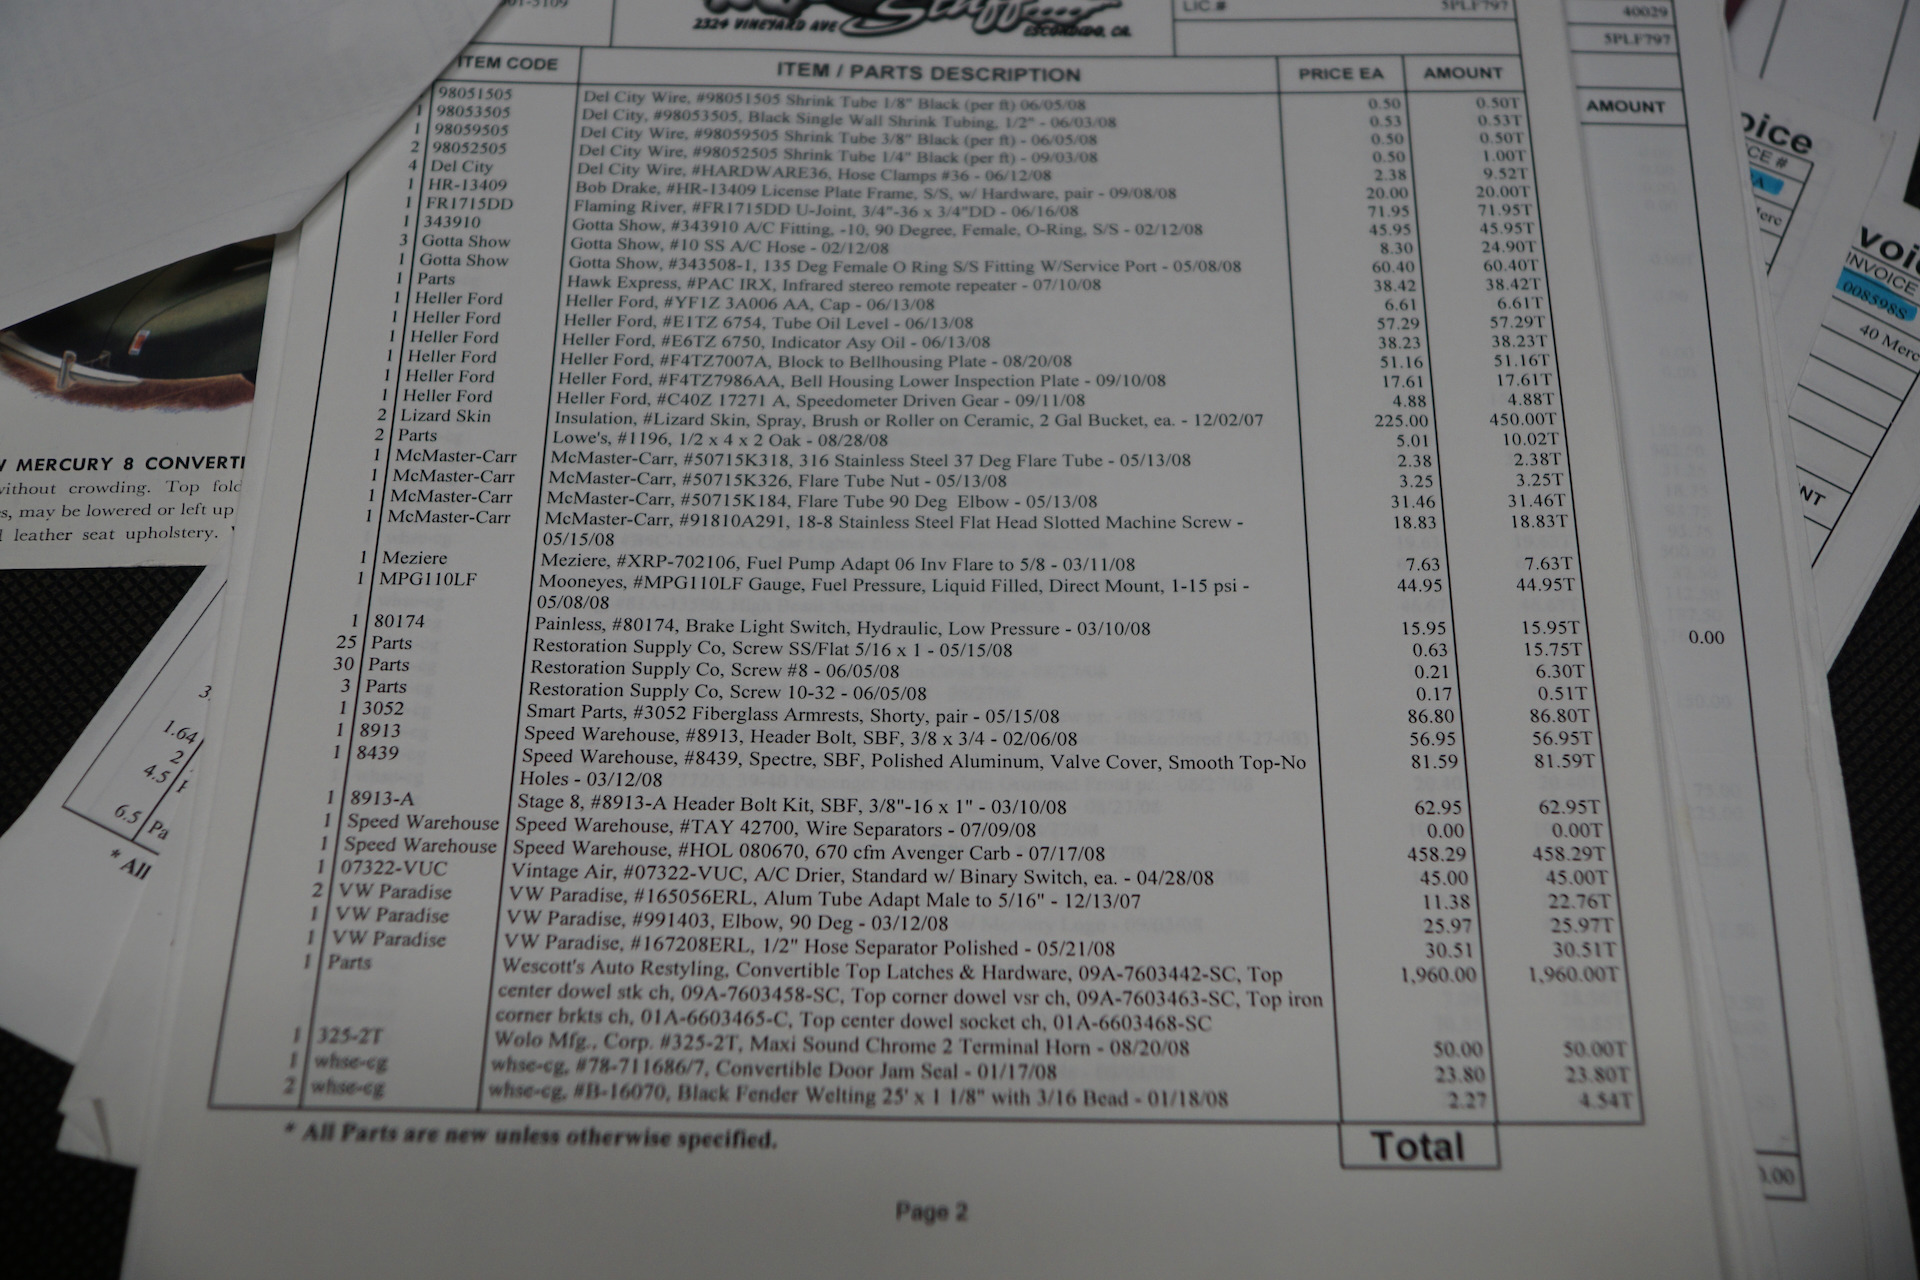 2324 VINEYARD AVE
Stuff
ESCONDIDO, CA.
LIC.#
5PLF797
40029
5PLF797
AMOUNT
ITEM CODE ITEM / PARTS DESCRIPTION PRICE EA AMOUNT
98051505 Del City Wire, #98051505 Shrink Tube 1/8" Black (per ft) 06/05/08 0.50 0.50T
1 98053505 Del City, #98053505, Black Single Wall Shrink Tubing, 1/2" - 06/03/08 0.53 0.53T
1 98059505 Del City Wire, #98059505 Shrink Tube 3/8" Black (per ft) - 06/05/08 0.50 0.50T
2 98052505 Del City Wire, #98052505 Shrink Tube 1/4" Black (per ft) - 09/03/08 0.50 1.00T
4 Del City Del City Wire, #HARDWARE36, Hose Clamps #36 - 06/12/08 2.38 9.52T
1 HR-13409 Bob Drake, #HR-13409 License Plate Frame, S/S, w/ Hardware, pair - 09/08/08 20.00 20.00T
1 FR1715DD Flaming River, #FR1715DD U-Joint, 3/4"-36 x 3/4"DD - 06/16/08 71.95 71.95T
1 343910 Gotta Show, #343910 A/C Fitting, -10, 90 Degree, Female, O-Ring, S/S - 02/12/08 45.95 45.95T
3 Gotta Show Gotta Show, #10 SS A/C Hose - 02/12/08 8.30 24.90T
1 Gotta Show Gotta Show, #343508-1, 135 Deg Female O Ring S/S Fitting W/Service Port - 05/08/08 60.40 60.40T
1 Parts Hawk Express, #PAC IRX, Infrared stereo remote repeater - 07/10/08 38.42 38.42T
1 Heller Ford Heller Ford, #YF1Z 3A006 AA, Cap - 06/13/08 6.61 6.61T
1 Heller Ford Heller Ford, #E1TZ 6754, Tube Oil Level - 06/13/08 57.29 57.29T
1 Heller Ford Heller Ford, #E6TZ 6750, Indicator Asy Oil - 06/13/08 38.23 38.23T
1 Heller Ford Heller Ford, #F4TZ7007A, Block to Bellhousing Plate - 08/20/08 51.16 51.16T
1 Heller Ford Heller Ford, #F4TZ7986AA, Bell Housing Lower Inspection Plate - 09/10/08 17.61 17.61T
1 Heller Ford Heller Ford, #C40Z 17271 A, Speedometer Driven Gear - 09/11/08 4.88 4.88T
2 Lizard Skin Insulation, #Lizard Skin, Spray, Brush or Roller on Ceramic, 2 Gal Bucket, ea. - 12/02/07 225.00 450.00T
2 Parts Lowe's, #1196, 1/2 x 4 x 2 Oak - 08/28/08 5.01 10.02T
1 McMaster-Carr McMaster-Carr, #50715K318, 316 Stainless Steel 37 Deg Flare Tube - 05/13/08 2.38 2.38T
1 McMaster-Carr McMaster-Carr, #50715K326, Flare Tube Nut - 05/13/08 3.25 3.25T
1 McMaster-Carr McMaster-Carr, #50715K184, Flare Tube 90 Deg Elbow - 05/13/08 31.46 31.46T
1 McMaster-Carr McMaster-Carr, #91810A291, 18-8 Stainless Steel Flat Head Slotted Machine Screw - 18.83 18.83T
05/15/08
1 Meziere Meziere, #XRP-702106, Fuel Pump Adapt 06 Inv Flare to 5/8 - 03/11/08 7.63 7.63T
1 MPG110LF Mooneyes, #MPG110LF Gauge, Fuel Pressure, Liquid Filled, Direct Mount, 1-15 psi - 44.95 44.95T
05/08/08
1 80174 Painless, #80174, Brake Light Switch, Hydraulic, Low Pressure - 03/10/08 15.95 15.95T
25 Parts Restoration Supply Co, Screw SS/Flat 5/16 x 1 - 05/15/08 0.63 15.75T
30 Parts Restoration Supply Co, Screw #8 - 06/05/08 0.21 6.30T
3 Parts Restoration Supply Co, Screw 10-32 - 06/05/08 0.17 0.51T
1 3052 Smart Parts, #3052 Fiberglass Armrests, Shorty, pair - 05/15/08 86.80 86.80T
1 8913 Speed Warehouse, #8913, Header Bolt, SBF, 3/8 x 3/4 - 02/06/08 56.95 56.95T
1 8439 Speed Warehouse, #8439, Spectre, SBF, Polished Aluminum, Valve Cover, Smooth Top-No 81.59 81.59T
Holes - 03/12/08
1 8913-A Stage 8, #8913-A Header Bolt Kit, SBF, 3/8"-16 x 1" - 03/10/08 62.95 62.95T
1 Speed Warehouse Speed Warehouse, #TAY 42700, Wire Separators - 07/09/08 0.00 0.00T
1 Speed Warehouse Speed Warehouse, #HOL 080670, 670 cfm Avenger Carb - 07/17/08 458.29 458.29T
1 07322-VUC Vintage Air, #07322-VUC, A/C Drier, Standard w/ Binary Switch, ea. - 04/28/08 45.00 45.00T
2 VW Paradise VW Paradise, #165056ERL, Alum Tube Adapt Male to 5/16" - 12/13/07 11.38 22.76T
1 VW Paradise VW Paradise, #991403, Elbow, 90 Deg - 03/12/08 25.97 25.97T
1 VW Paradise VW Paradise, #167208ERL, 1/2" Hose Separator Polished - 05/21/08 30.51 30.51T
1 Parts Wescott's Auto Restyling, Convertible Top Latches & Hardware, 09A-7603442-SC, Top 1,960.00 1,960.00T
center dowel stk ch, 09A-7603458-SC, Top corner dowel vsr ch, 09A-7603463-SC, Top iron
corner brkts ch, 01A-6603465-C, Top center dowel socket ch, 01A-6603468-SC
1 325-2T Wolo Mfg., Corp. #325-2T, Maxi Sound Chrome 2 Terminal Horn - 08/20/08 50.00 50.00T
1 whse-cg whse-cg, #78-711686/7, Convertible Door Jam Seal - 01/17/08 23.80 23.80T
2 whse-cg whse-cg, #B-16070, Black Fender Welting 25' x 1 1/8" with 3/16 Bead - 01/18/08 2.27 4.54T
* All Parts are new unless otherwise specified.
Total
Page 2
0.00
0.00
MERCURY 8 CONVERTI
without crowding. Top fold
may be lowered or left up
leather seat upholstery.
3
1.64
2
4.5
6.5 Pa
* All
oice
CE #
Merc
voi
INVOICE
008598S
40 Merc
NT